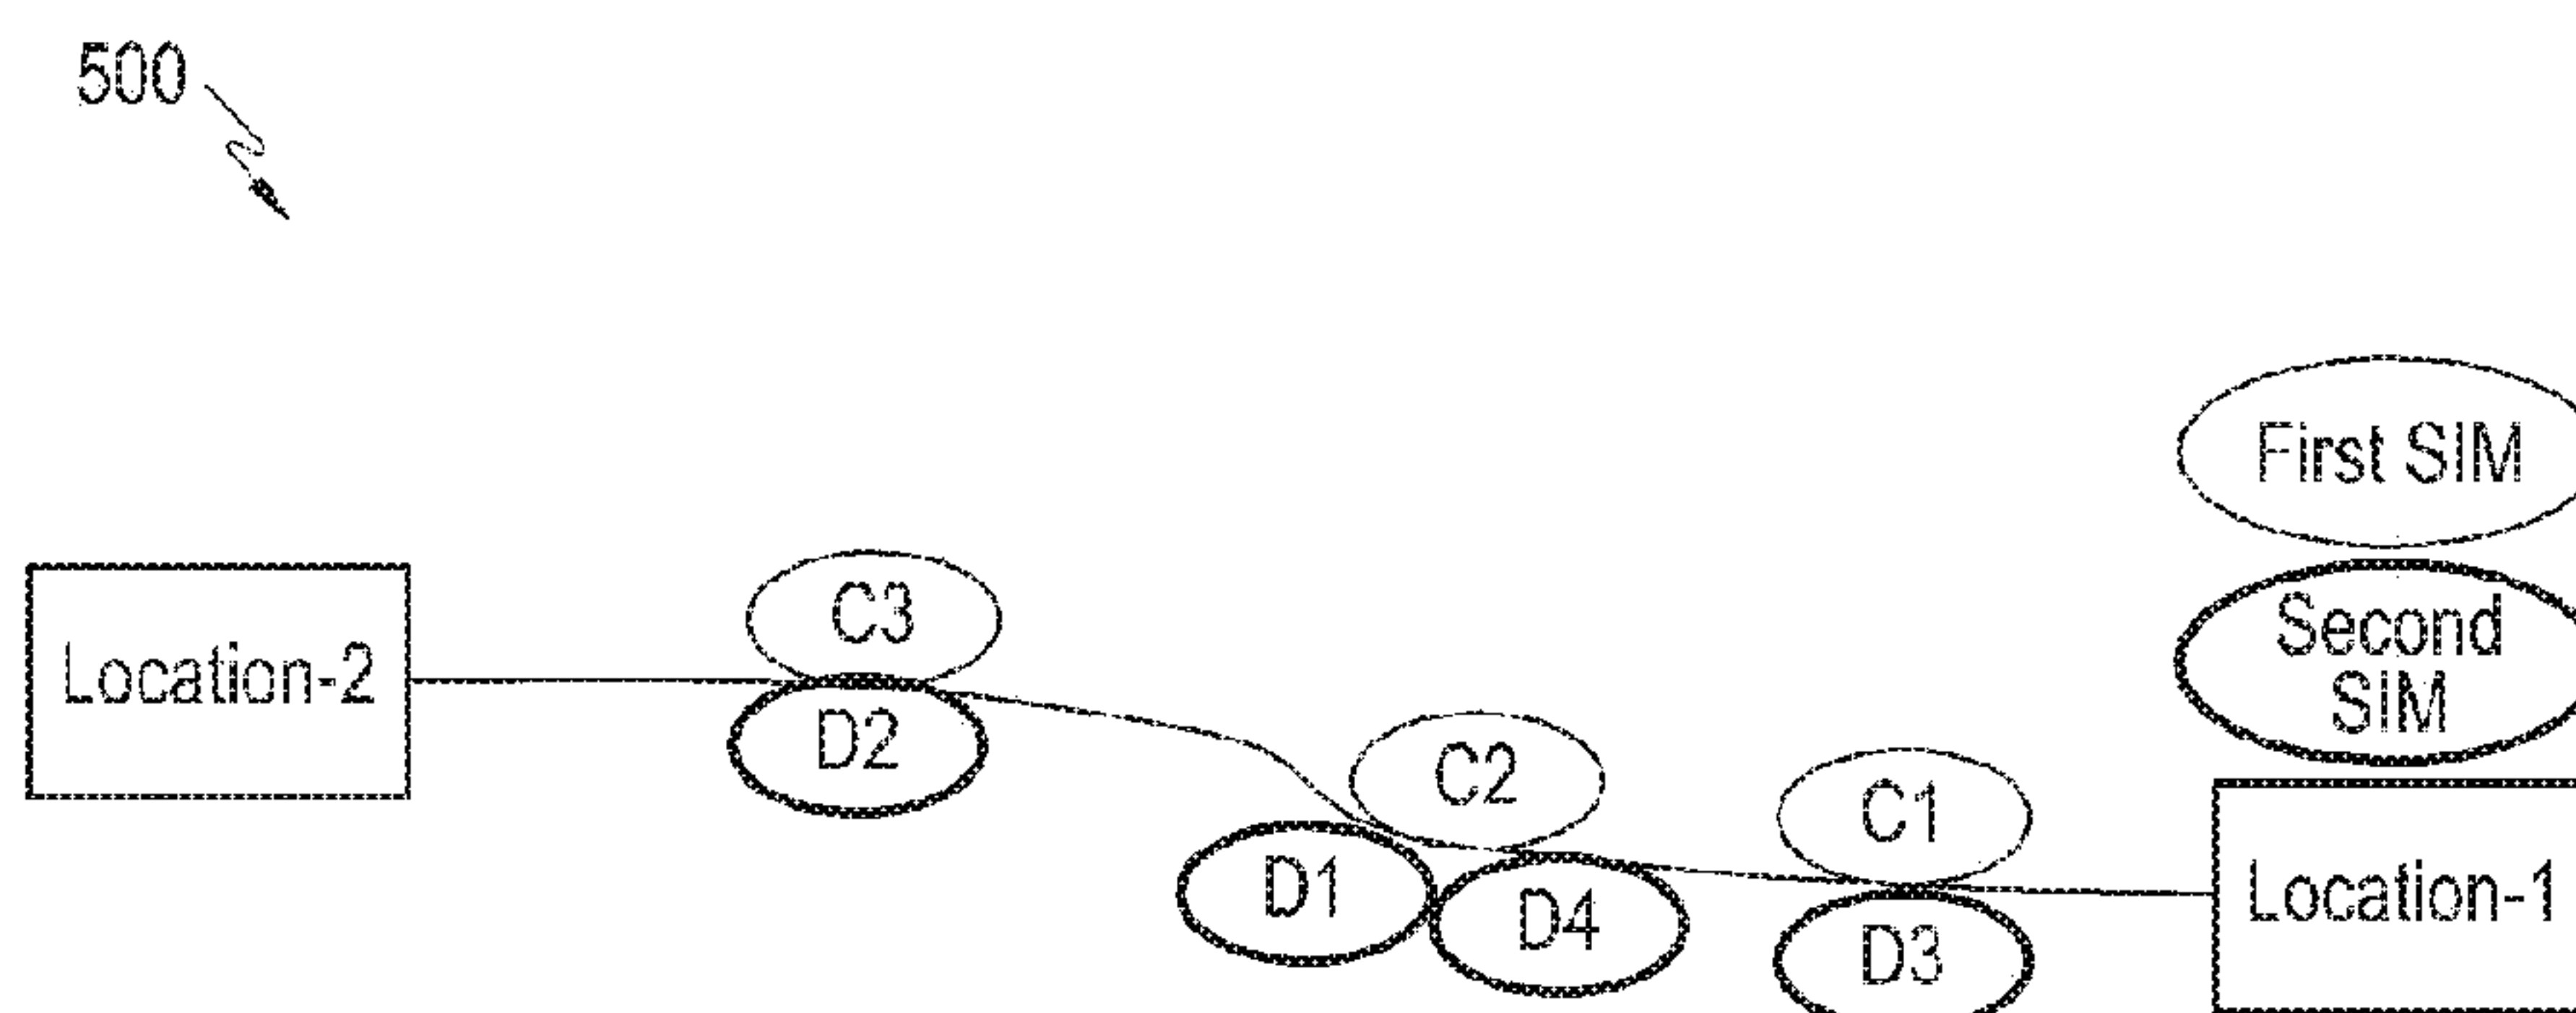 500
First SIM
Second
SIM
C3
Location-2
D2
C2
C1
D1
D4
D3
Location-1